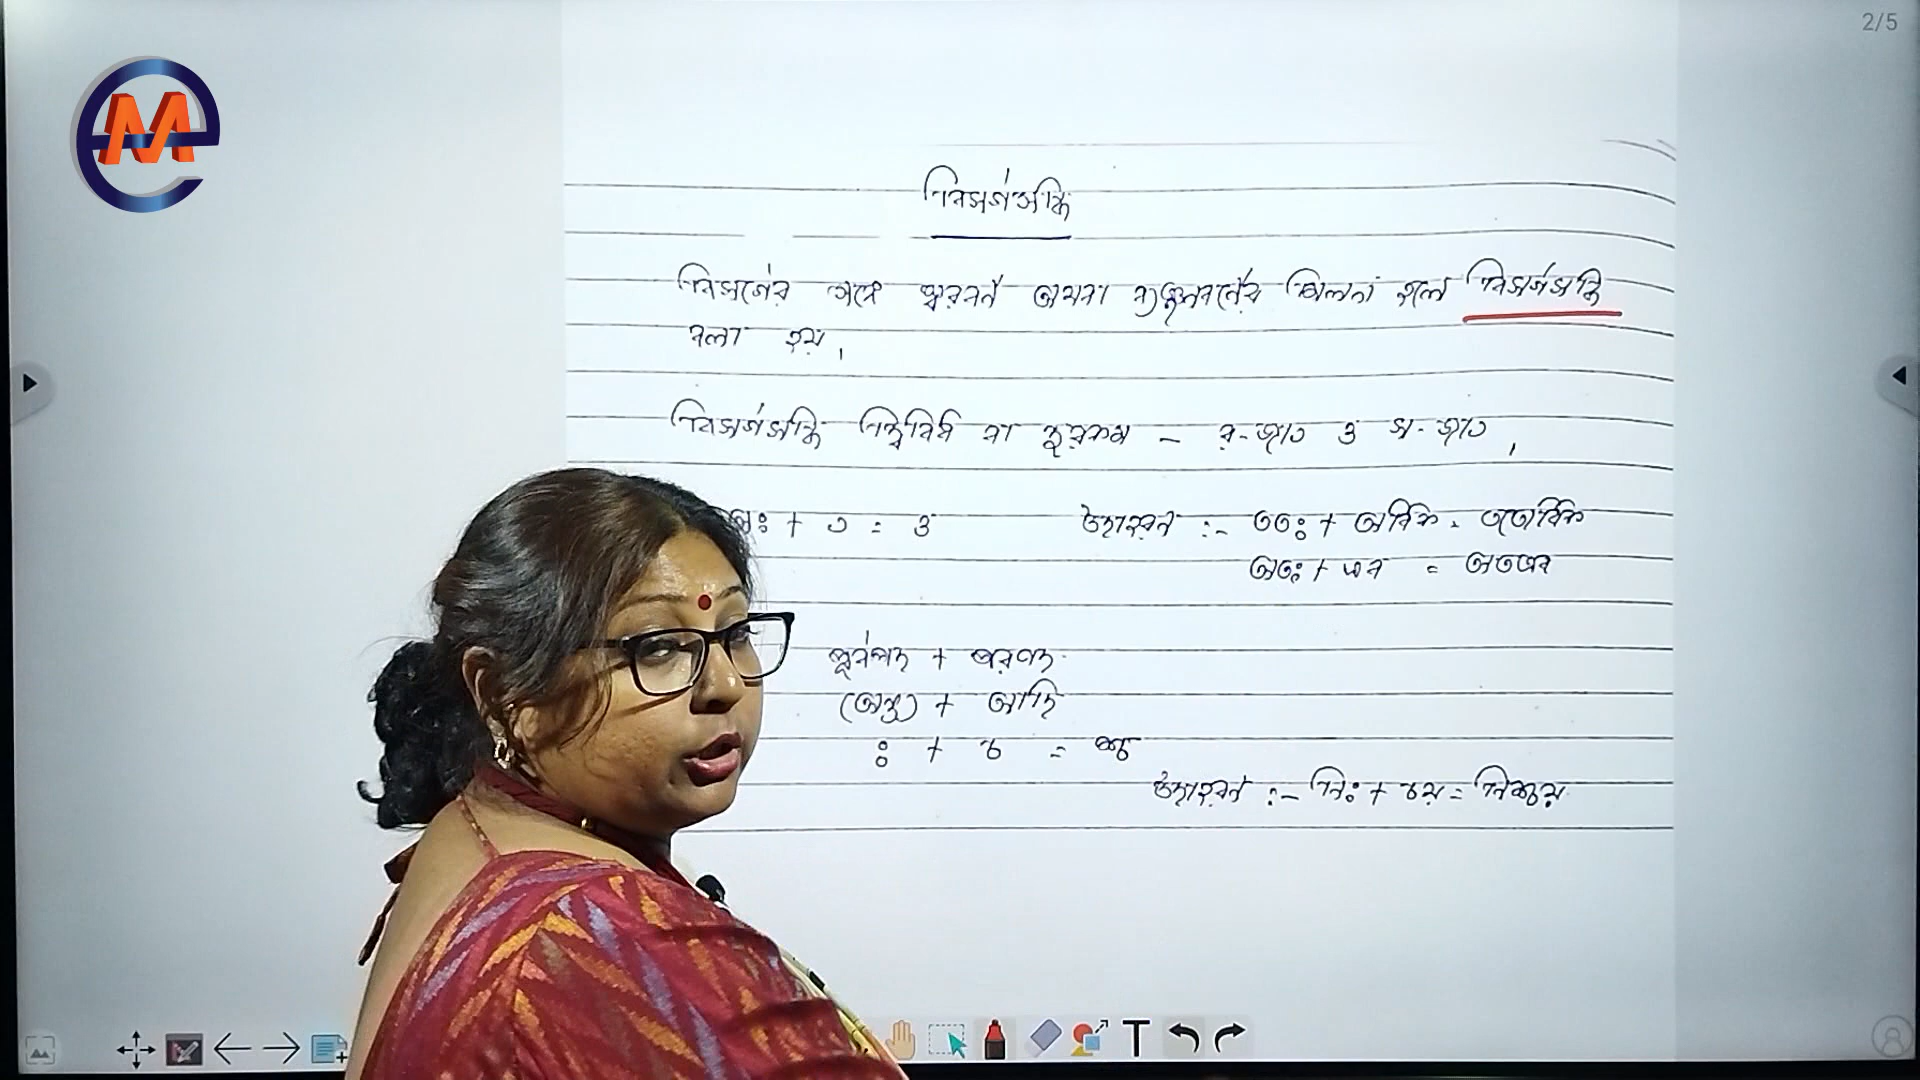 2/5
বিসর্গসন্ধি
বিসর্গের সঙ্গে স্বরবর্ণ অথবা ব্যঞ্জনবর্ণের মিলন হলে বিসর্গসন্ধি
বলা হয়।
বিসর্গসন্ধি দ্বিবিধ বা দুরকম - র-জাত ও স-জাত।
অঃ + অ = ও উদাহরণ :- ততঃ + অধিক = ততোধিক
অতঃ + এব = অতএব
পূর্বপদ + পরপদ
(অন্ত) + আদি
ঃ + চ = শ্চ
উদাহরণ :- নিঃ + চয় = নিশ্চয়
T